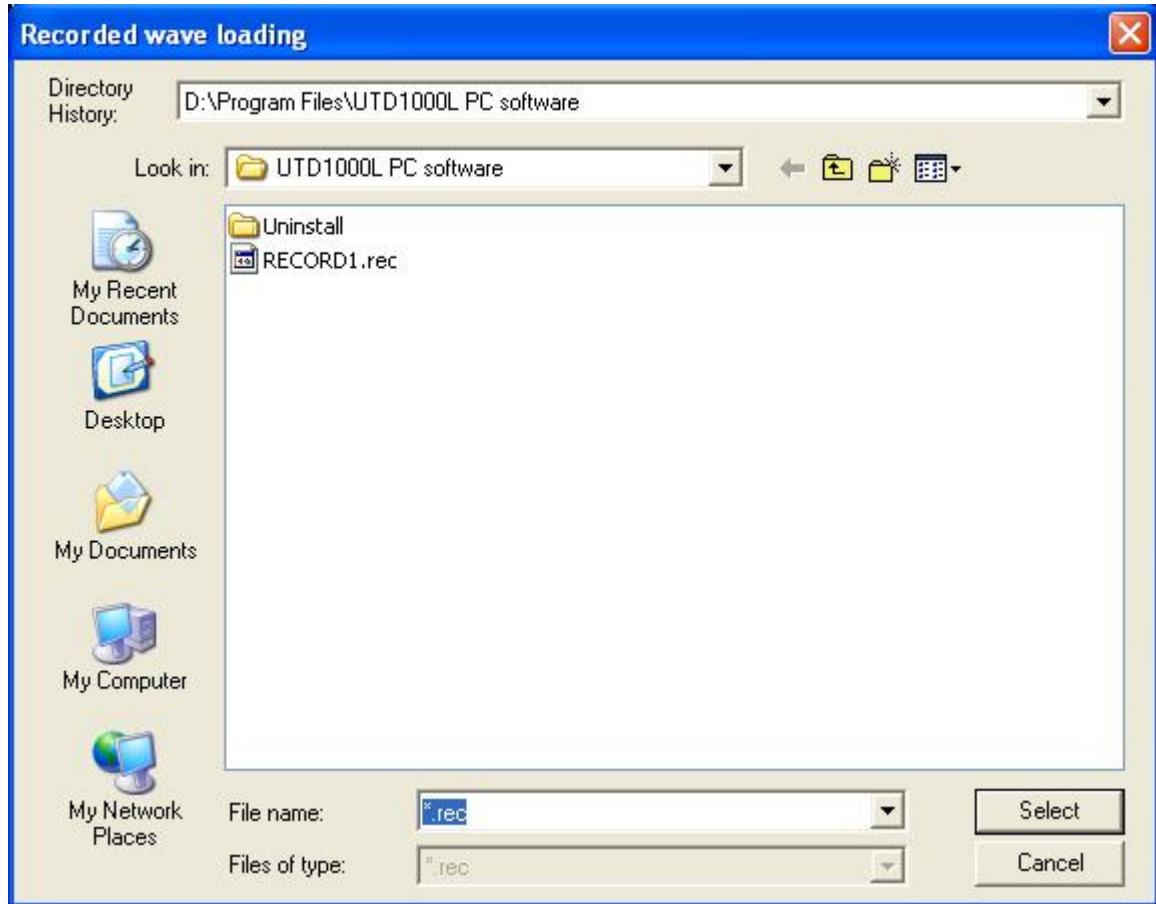 Recorded wave loading
Directory
History:
D:\Program Files\UTD1000L PC software
Look in:
UTD1000L PC software
Uninstall
RECORD1.rec
My Recent
Documents
Desktop
My Documents
My Computer
My Network
Places
File name:
*.rec
Select
Files of type:
*.rec
Cancel